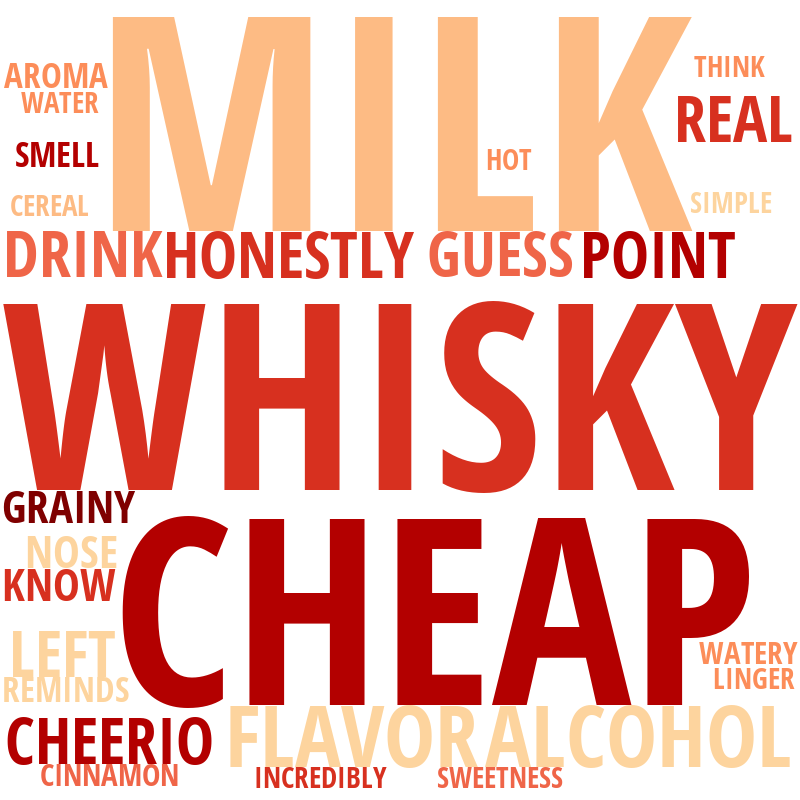 MILK
THINK
AROMA
WATER
REAL
SMELL
HOT
CEREAL
SIMPLE
DRINK HONESTLY GUESS POINT
WHISKY
GRAINY
CHEAP
NOSE
KNOW
LEFT
WATERY
REMINDS
LINGER
CHEERIO
FLAVOR ALCOHOL
CINNAMON
INCREDIBLY
SWEETNESS